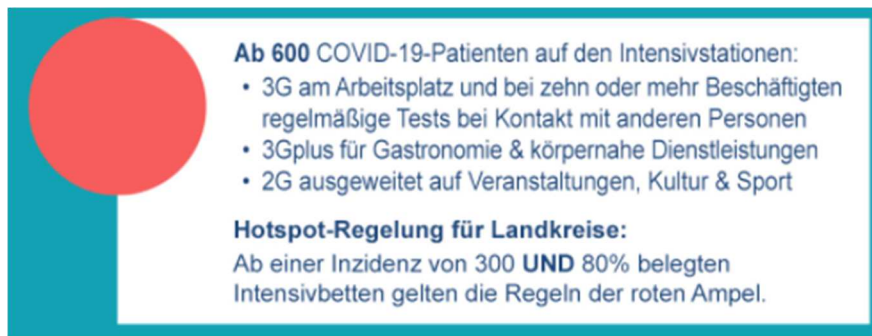 Ab 600 COVID-19-Patienten auf den Intensivstationen:
• 3G am Arbeitsplatz und bei zehn oder mehr Beschäftigten
regelmäßige Tests bei Kontakt mit anderen Personen
• 3Gplus für Gastronomie & körpernahe Dienstleistungen
• 2G ausgeweitet auf Veranstaltungen, Kultur & Sport
Hotspot-Regelung für Landkreise:
Ab einer Inzidenz von 300 UND 80% belegten
Intensivbetten gelten die Regeln der roten Ampel.